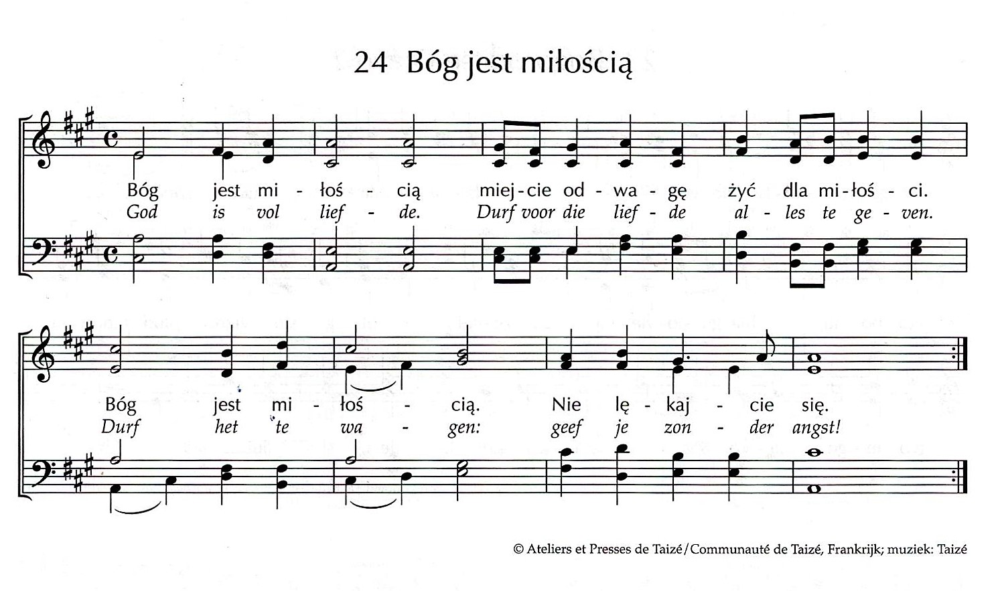 24 Bóg jest miłością
Bóg jest mi - łoś - cią miej - cie od - wa - gę żyć dla mi - łoś - ci.
God is vol lief - de. Durf voor die lief - de al - les te ge - ven.
Bóg jest mi - łoś - cią. Nie lę - kaj - cie się.
Durf het te wa - gen: geef je zon - der angst!
© Ateliers et Presses de Taizé/Communauté de Taizé, Frankrijk; muziek: Taizé